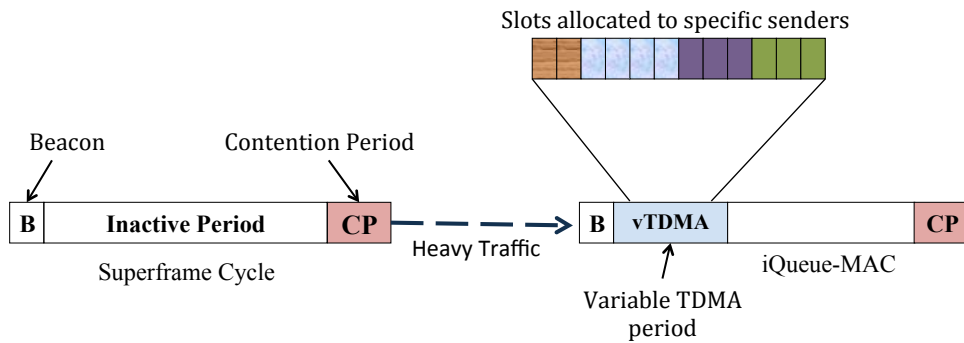 Slots allocated to specific senders
Beacon
Contention Period
B
Inactive Period
CP
Heavy Traffic
B
vTDMA
CP
Superframe Cycle
iQueue-MAC
Variable TDMA
period